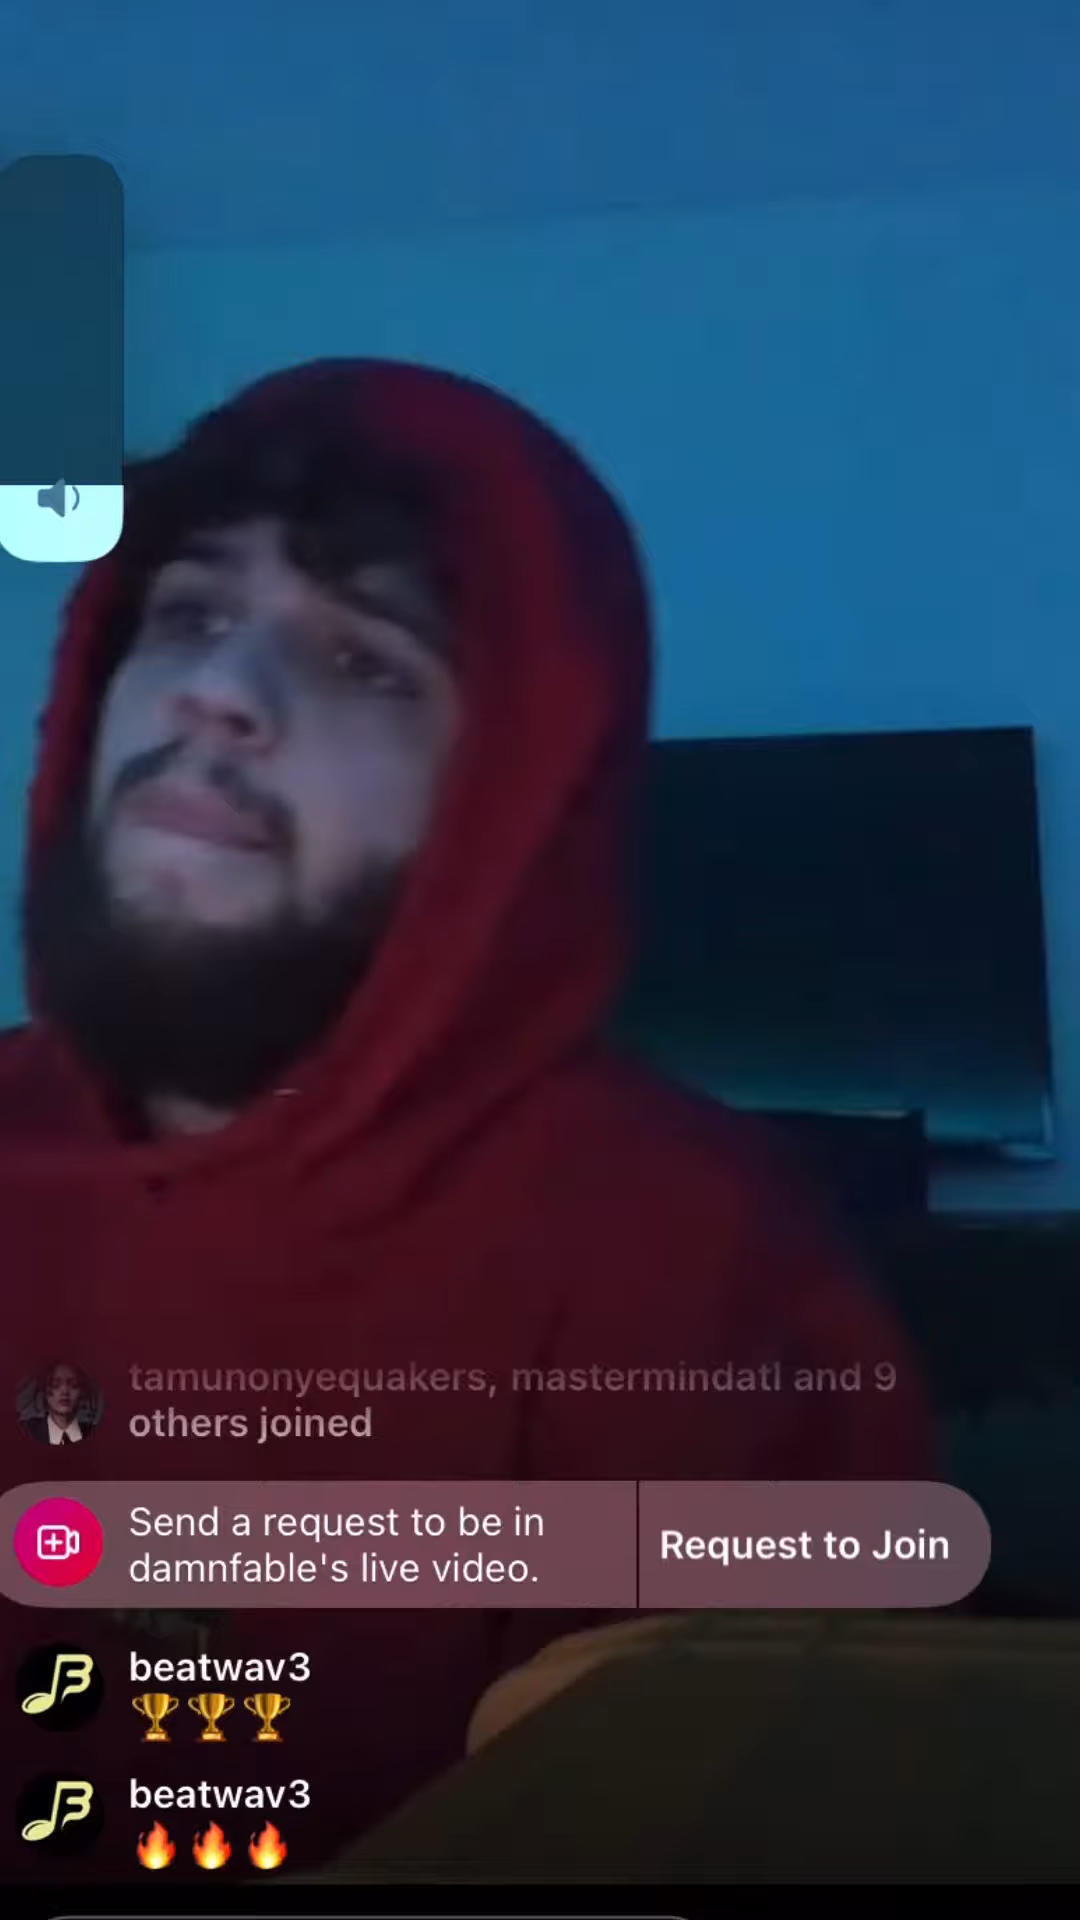 tamunonyequakers, mastermindatl and 9
others joined
Send a request to be in
damnfable's live video.
Request to Join
beatwav3
🏆🏆🏆
beatwav3
🔥🔥🔥